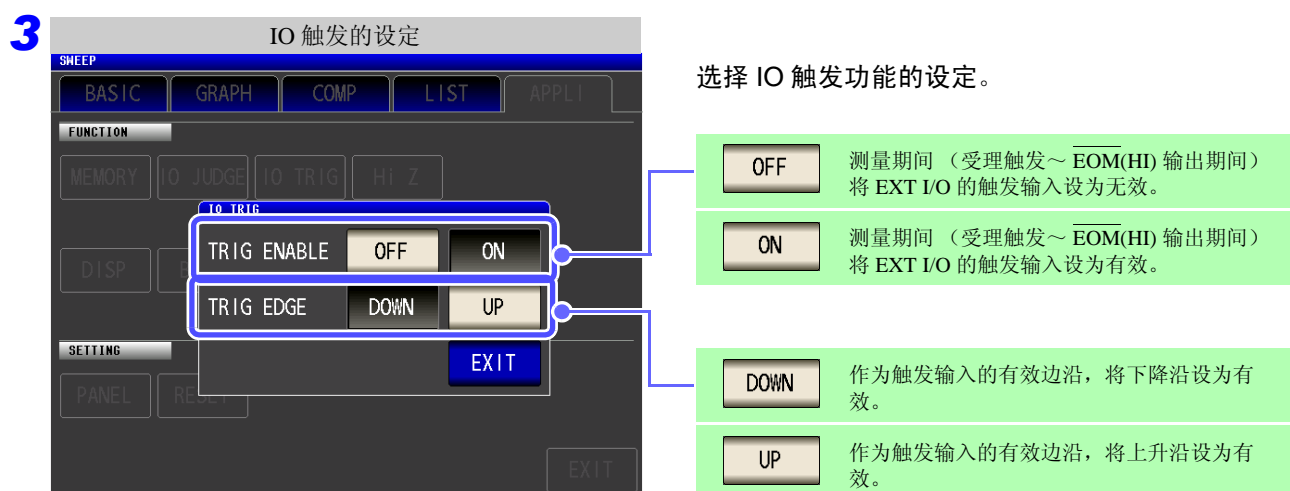 3
IO 触发的设定
SWEEP
BASIC GRAPH COMP LIST APPLI
FUNCTION
MEMORY IO JUDGE IO TRIG Hi Z
IO TRIG
TRIG ENABLE OFF ON
DISP
TRIG EDGE DOWN UP
SETTING
EXIT
PANEL RESET
EXIT
选择 IO 触发功能的设定。
OFF 测量期间 （受理触发～ EOM(HI) 输出期间）
将 EXT I/O 的触发输入设为无效。
ON 测量期间 （受理触发～ EOM(HI) 输出期间）
将 EXT I/O 的触发输入设为有效。
DOWN 作为触发输入的有效边沿，将下降沿设为有
效。
UP 作为触发输入的有效边沿，将上升沿设为有
效。